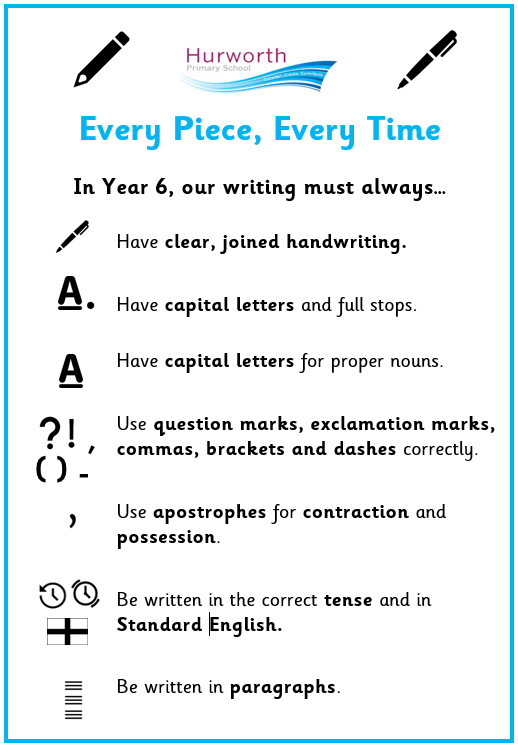 Hurworth
Primary School
Every Piece, Every Time
In Year 6, our writing must always...
Have clear, joined handwriting.
A.
Have capital letters and full stops.
A
Have capital letters for proper nouns.
?! ,
Use question marks, exclamation marks,
commas, brackets and dashes correctly.
() -
,
Use apostrophes for contraction and
possession.
Be written in the correct tense and in
Standard English.
Be written in paragraphs.